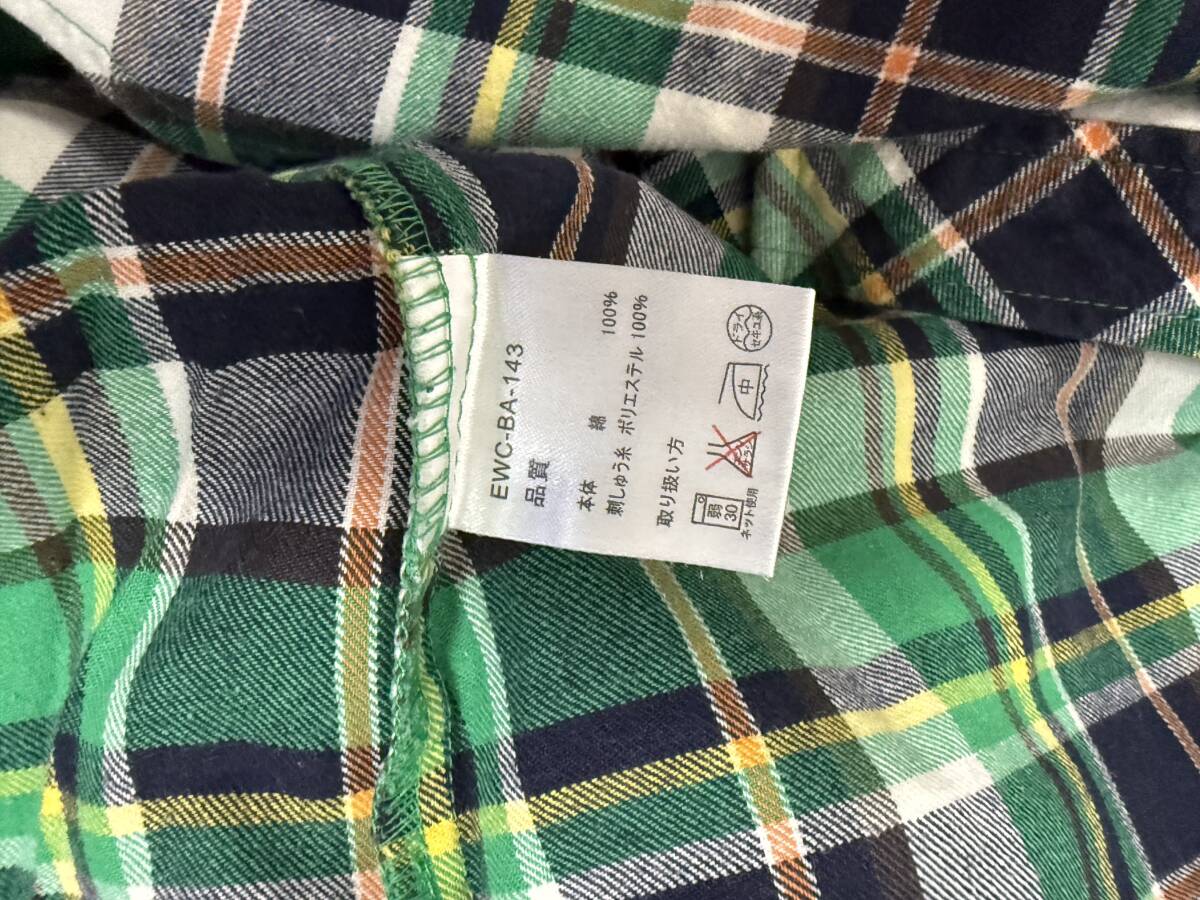 EWC-BA-143
品質
本体 綿 100%
刺しゅう糸 ポリエステル 100%
取り扱い方
弱
30
ネット使用
エンソ
サラシ
中
ドライ
セキユ系